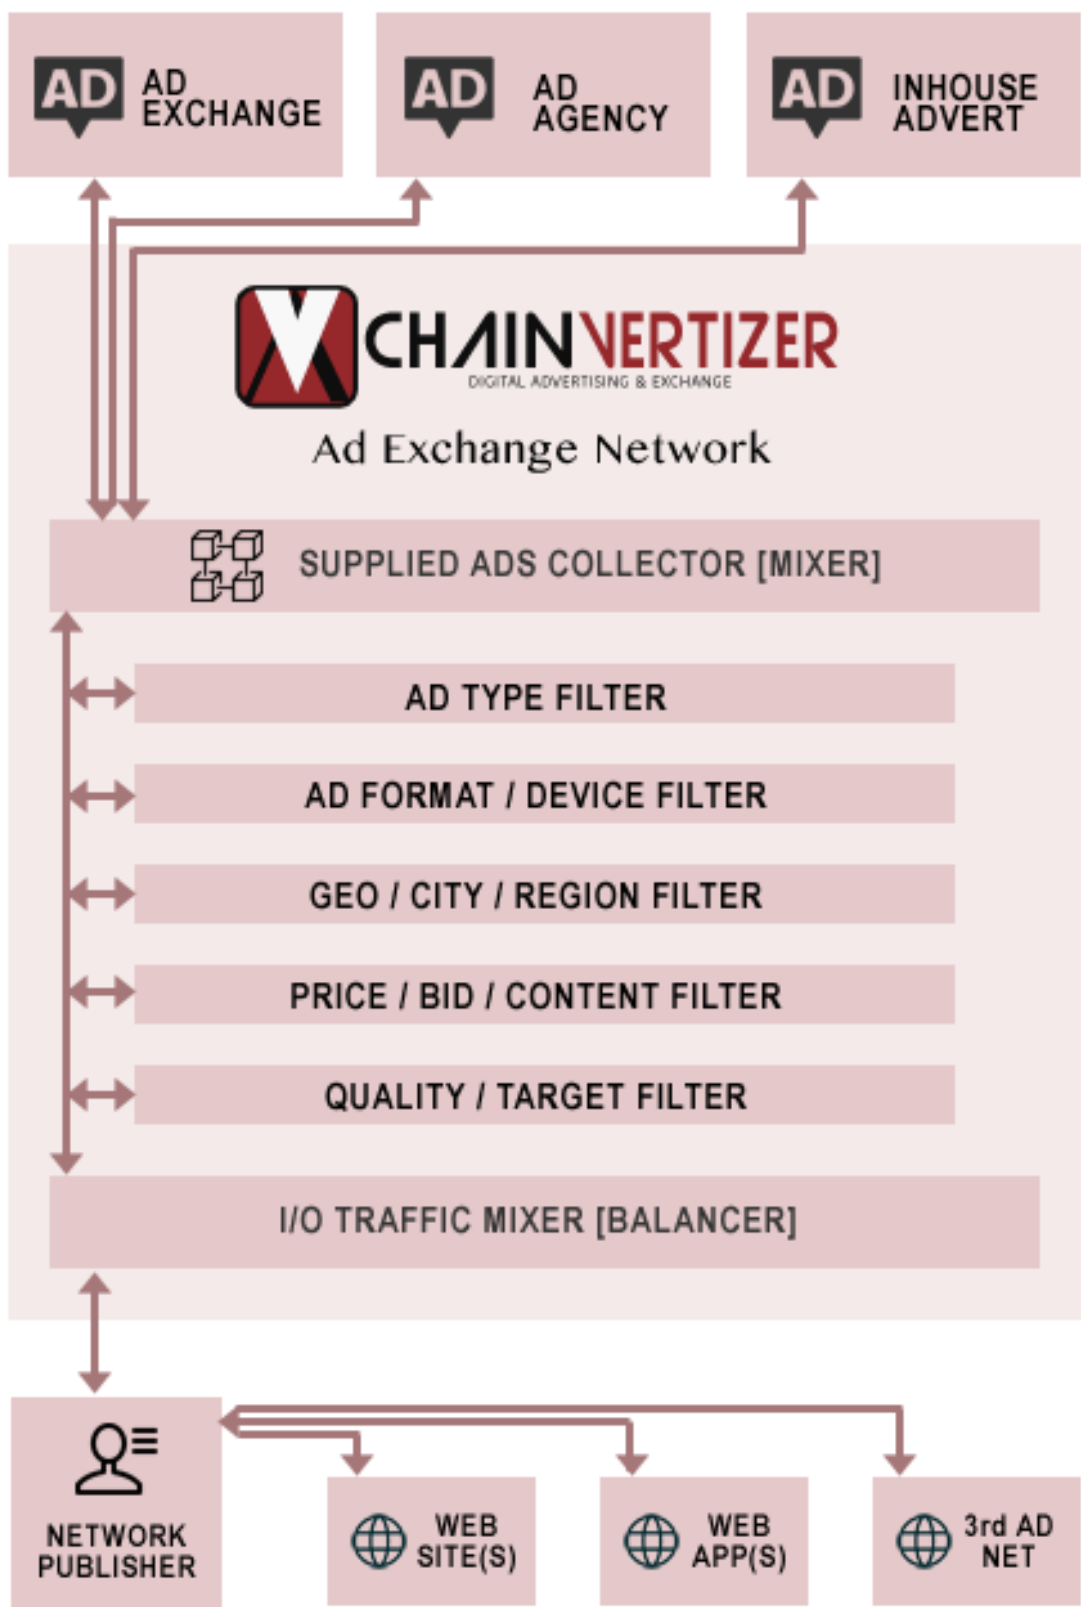 AD
AD
EXCHANGE
AD
AD
AGENCY
AD
INHOUSE
ADVERT
CHAINVERTIZER
DIGITAL ADVERTISING & EXCHANGE
Ad Exchange Network
SUPPLIED ADS COLLECTOR [MIXER]
AD TYPE FILTER
AD FORMAT / DEVICE FILTER
GEO / CITY / REGION FILTER
PRICE / BID / CONTENT FILTER
QUALITY / TARGET FILTER
I/O TRAFFIC MIXER [BALANCER]
NETWORK
PUBLISHER
WEB
SITE(S)
WEB
APP(S)
3rd AD
NET